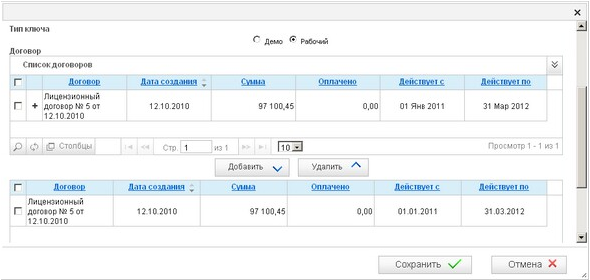 Тип ключа
Демо Рабочий
Договор
Список договоров
Договор Дата создания Сумма Оплачено Действует с Действует по
+ Лицензионный договор № 5 от 12.10.2010 12.10.2010 97 100,45 0,00 01 Янв 2011 31 Мар 2012
Столбцы Стр. 1 из 1 10 Просмотр 1 - 1 из 1
Добавить Удалить
Договор Дата создания Сумма Оплачено Действует с Действует по
Лицензионный договор № 5 от 12.10.2010 12.10.2010 97 100,45 0,00 01.01.2011 31.03.2012
Сохранить Отмена